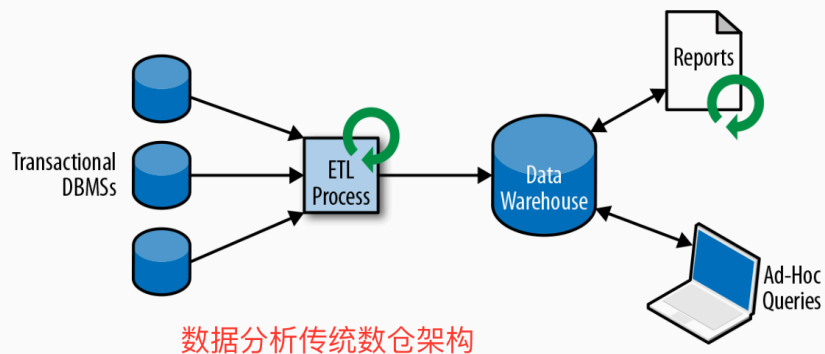 Transactional
DBMSs
ETL
Process
Data
Warehouse
Reports
Ad-Hoc
Queries
数据分析传统数仓架构